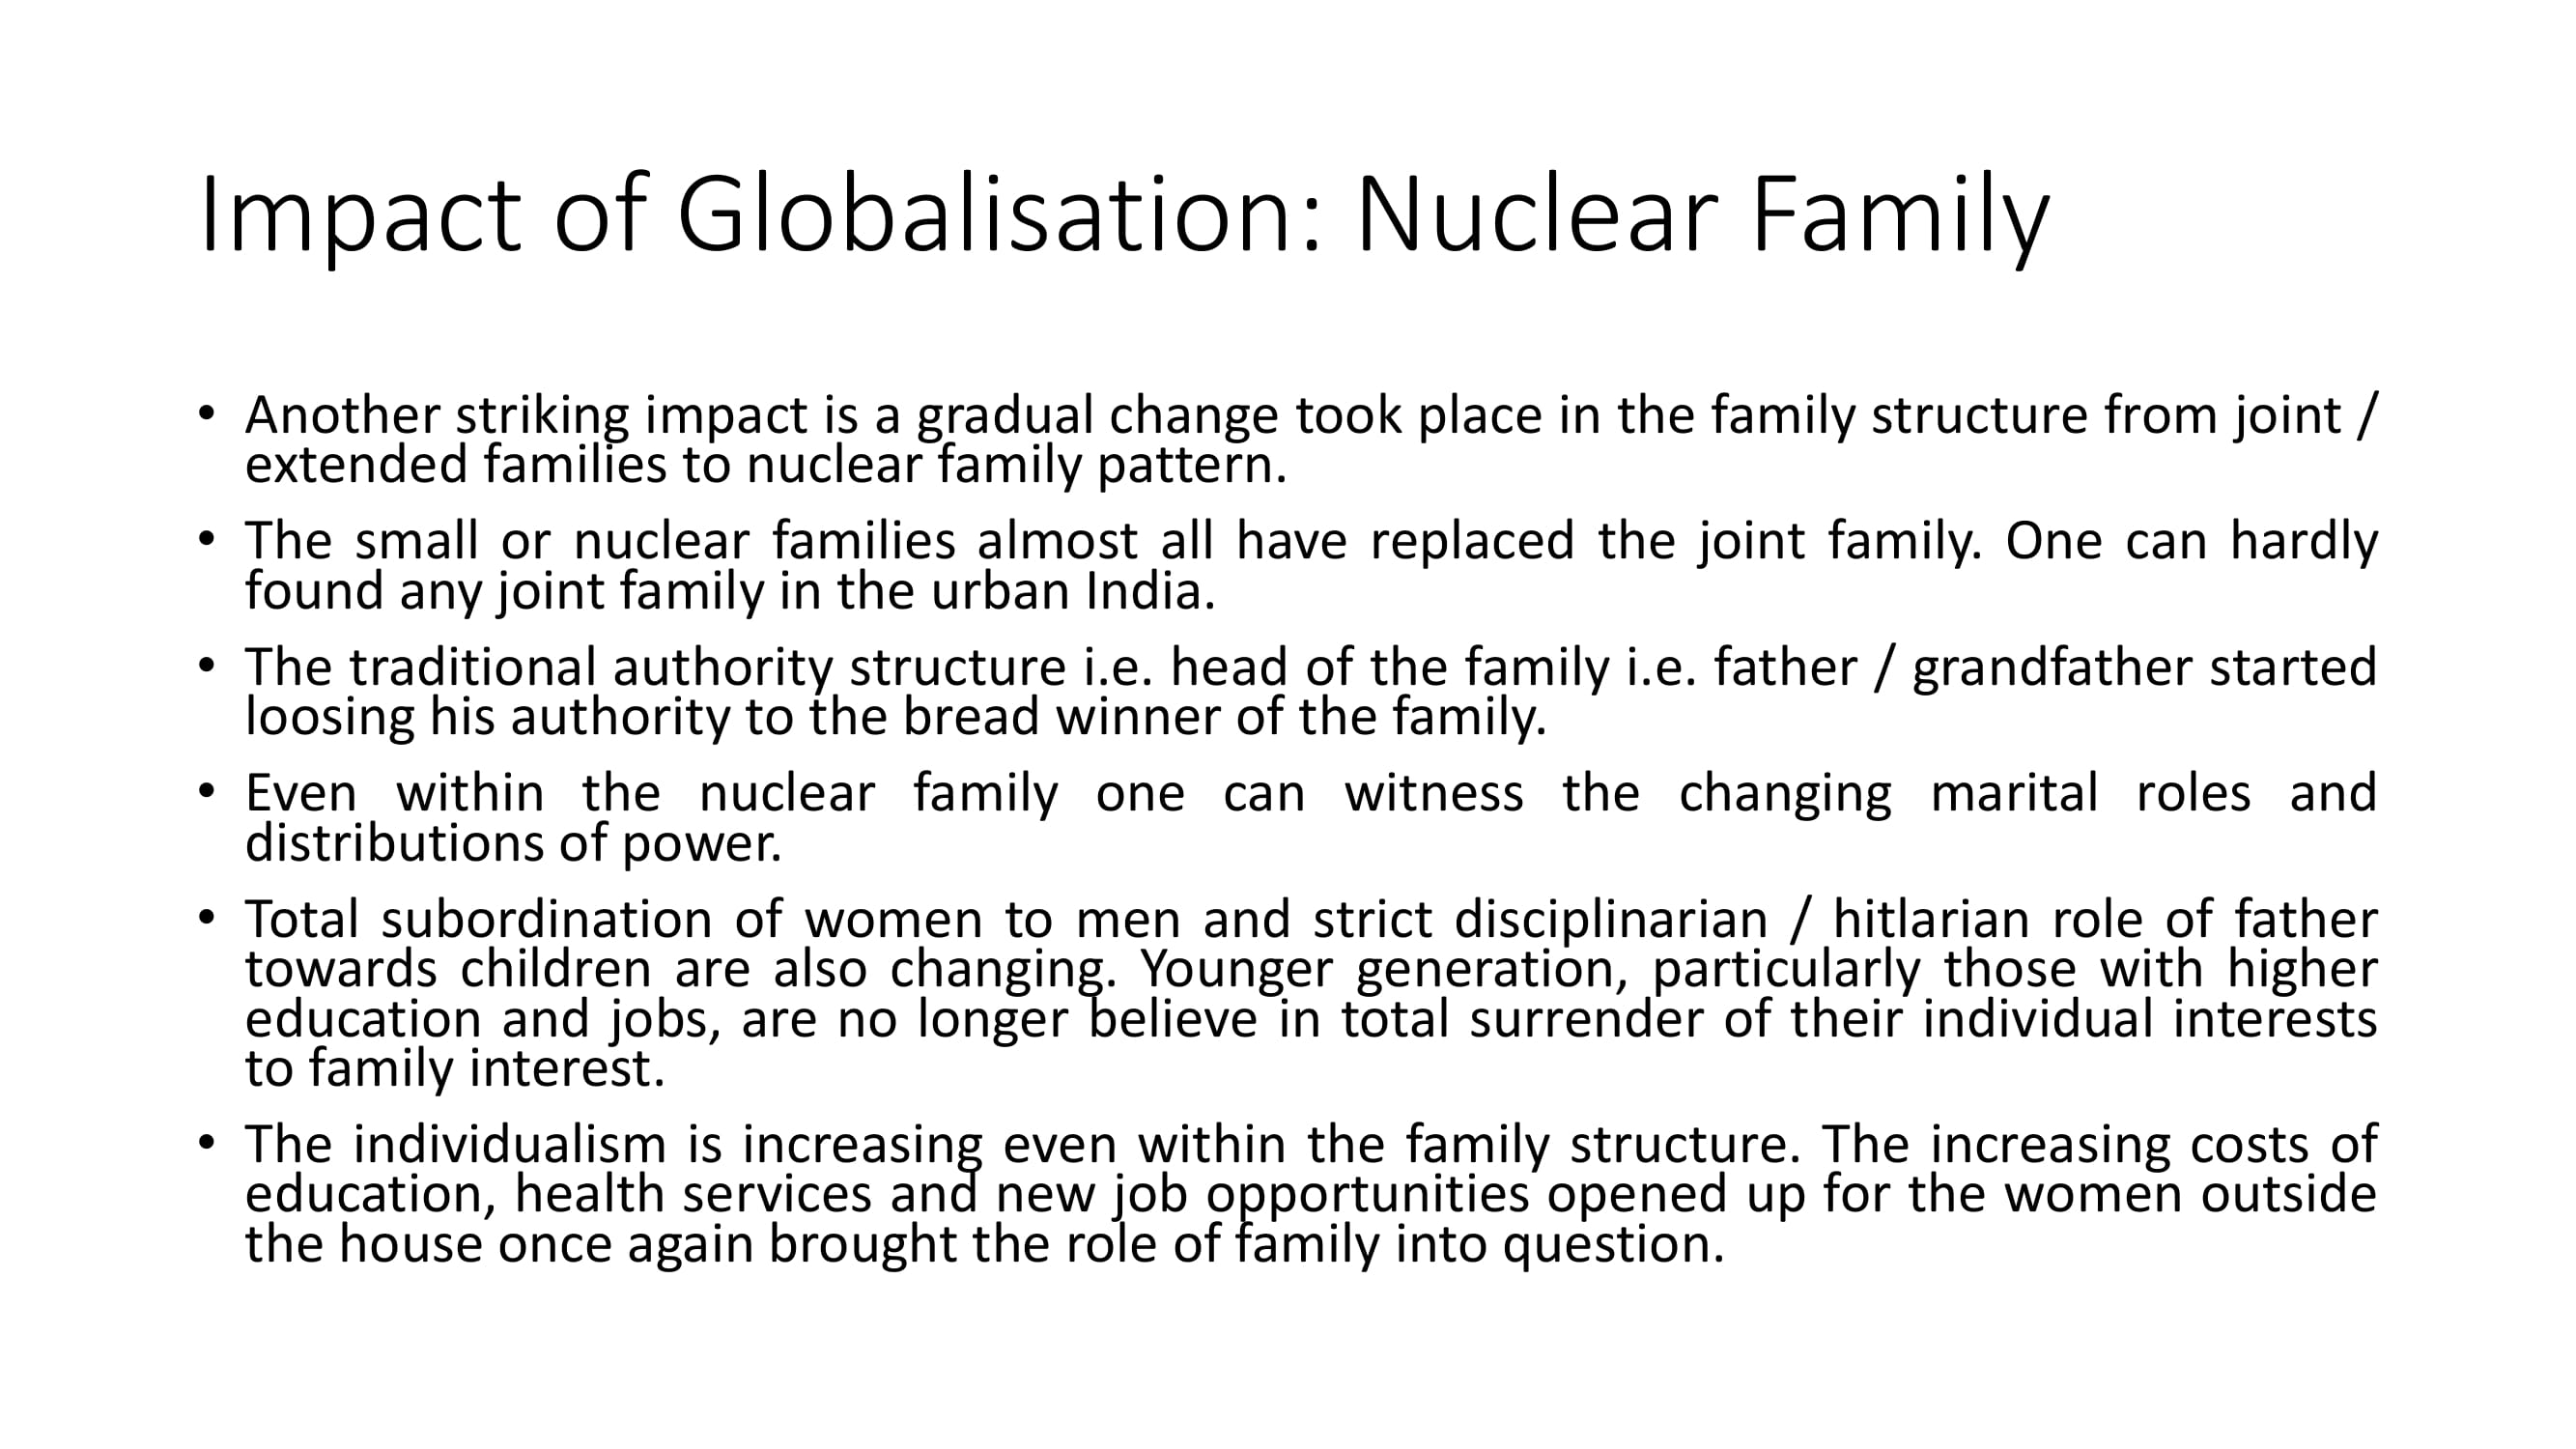 Impact of Globalisation: Nuclear Family
• Another striking impact is a gradual change took place in the family structure from joint /
extended families to nuclear family pattern.
• The small or nuclear families almost all have replaced the joint family. One can hardly
found any joint family in the urban India.
• The traditional authority structure i.e. head of the family i.e. father / grandfather started
loosing his authority to the bread winner of the family.
• Even within the nuclear family one can witness the changing marital roles and
distributions of power.
• Total subordination of women to men and strict disciplinarian / hitlarian role of father
towards children are also changing. Younger generation, particularly those with higher
education and jobs, are no longer believe in total surrender of their individual interests
to family interest.
• The individualism is increasing even within the family structure. The increasing costs of
education, health services and new job opportunities opened up for the women outside
the house once again brought the role of family into question.